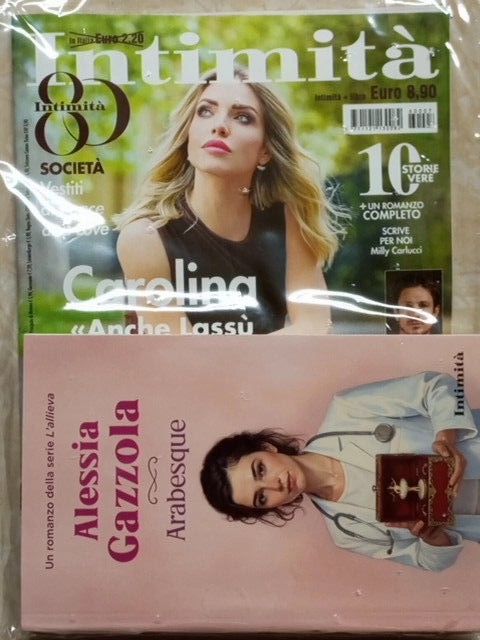 In Italia Euro 2,20
Intimità
Intimità + libro Euro 8,90
80
Intimità
SOCIETÀ
Vestiti
10 STORIE
VERE
+ UN ROMANZO
COMPLETO
SCRIVE
PER NOI
Milly Carlucci
Carolina
«Anche Lassù
Un romanzo della serie L'allieva
Alessia
Gazzola
Arabesque
Intimità